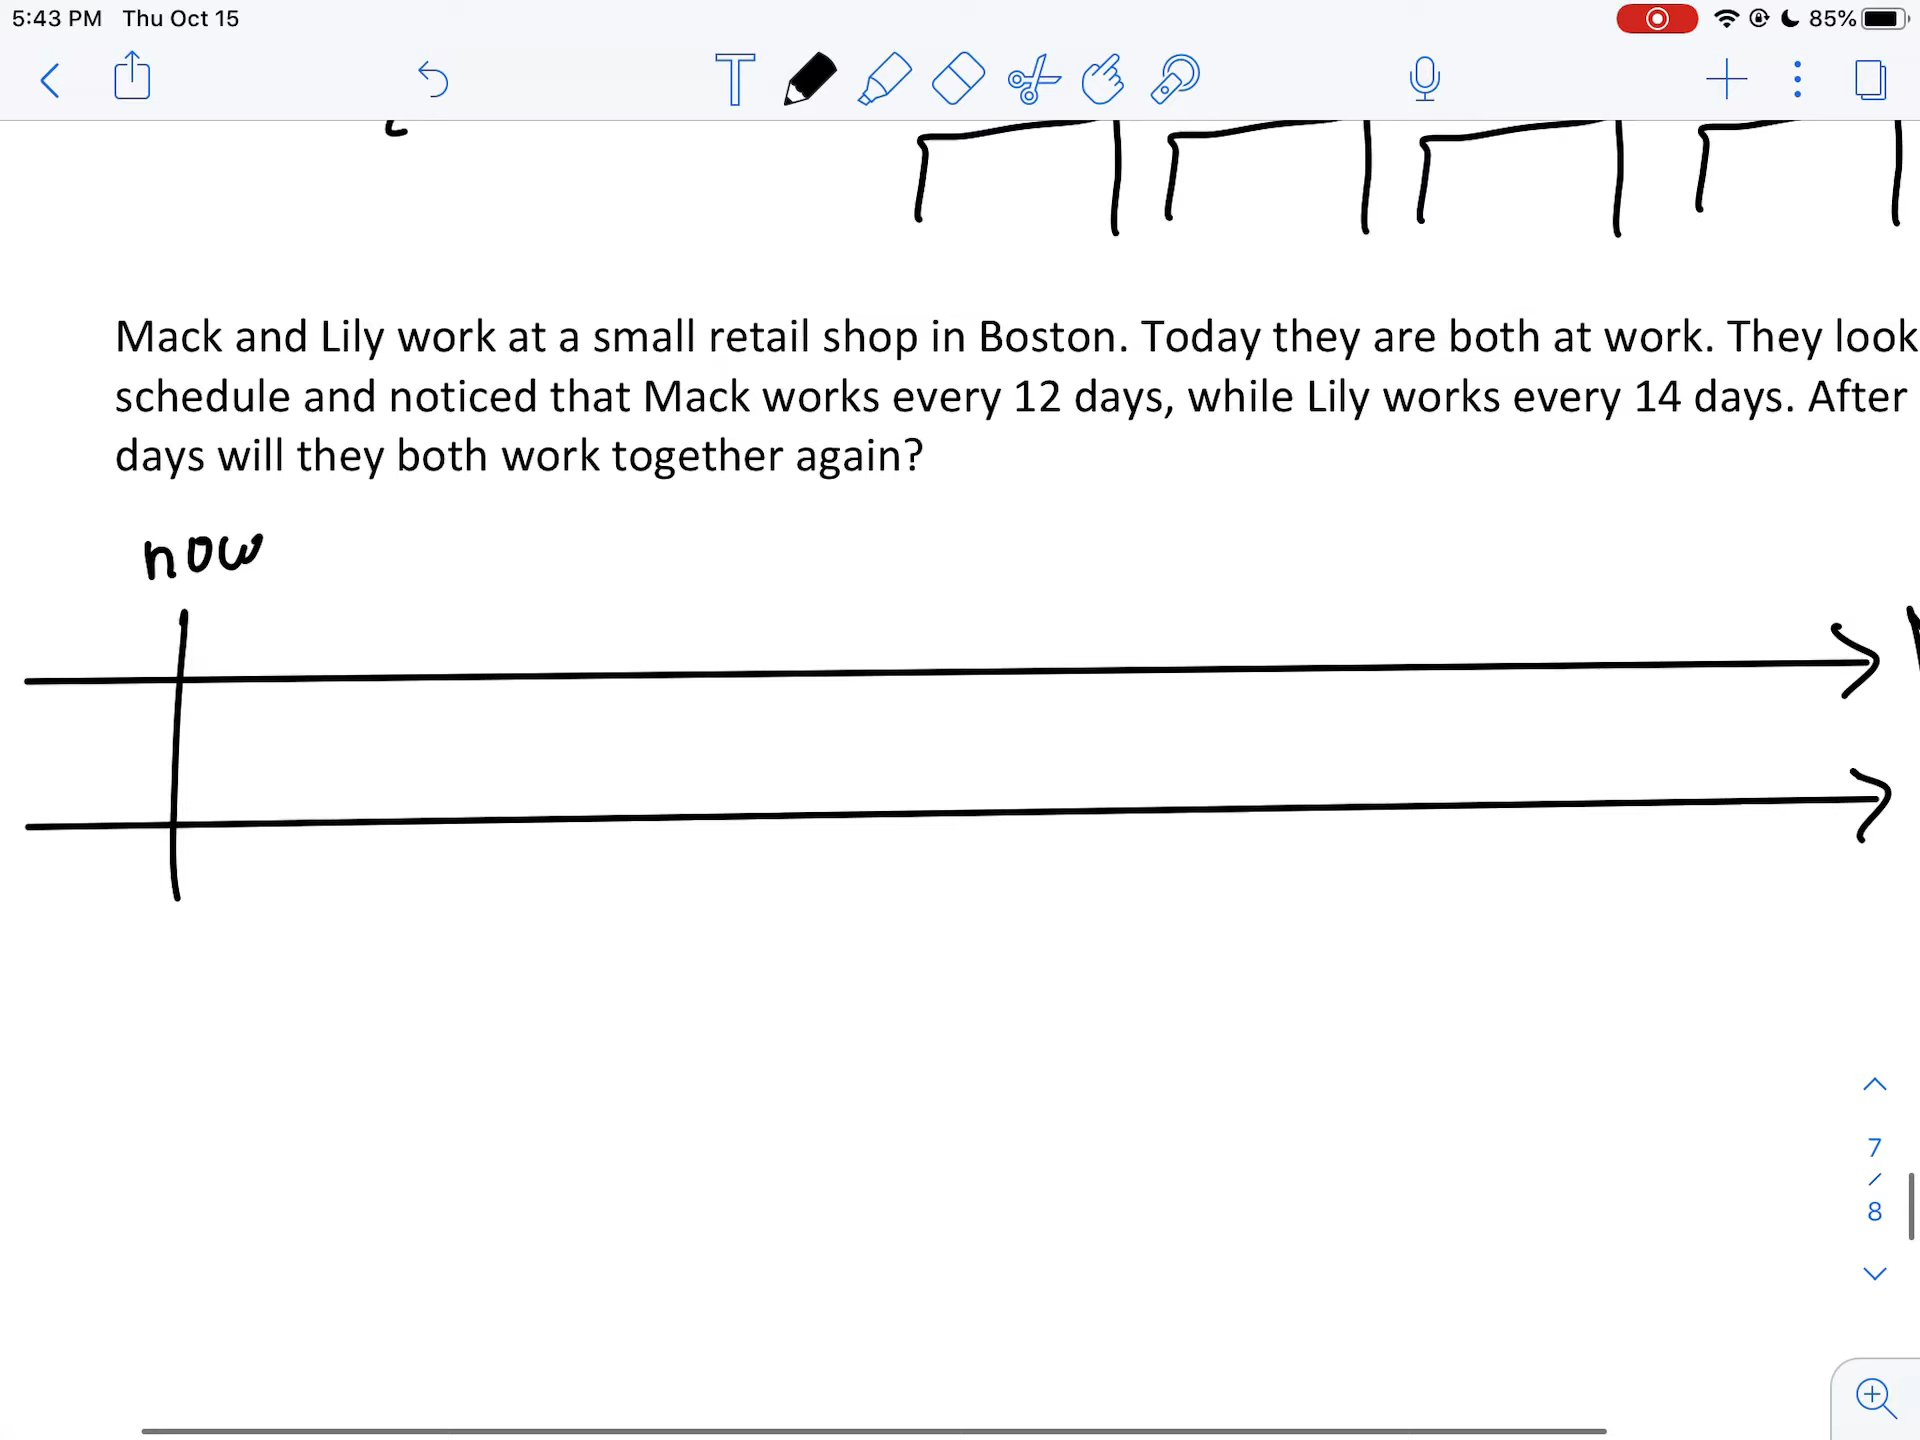 5:43 PM Thu Oct 15 85%
Mack and Lily work at a small retail shop in Boston. Today they are both at work. They look
schedule and noticed that Mack works every 12 days, while Lily works every 14 days. After
days will they both work together again?
now
7
/
8